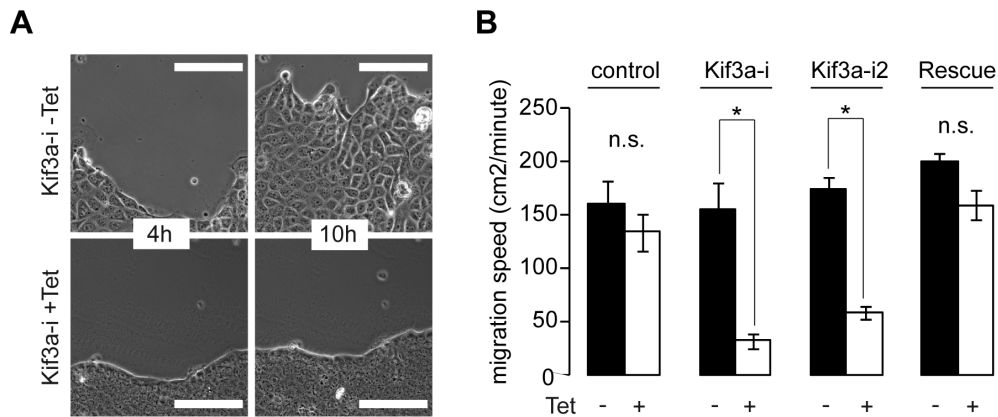 A
Kif3a-i -Tet
Kif3a-i +Tet
4h
10h
B
control
Kif3a-i
Kif3a-i2
Rescue
migration speed (cm2/minute)
250
200
150
100
50
0
n.s.
*
*
n.s.
Tet - + - + - + - +